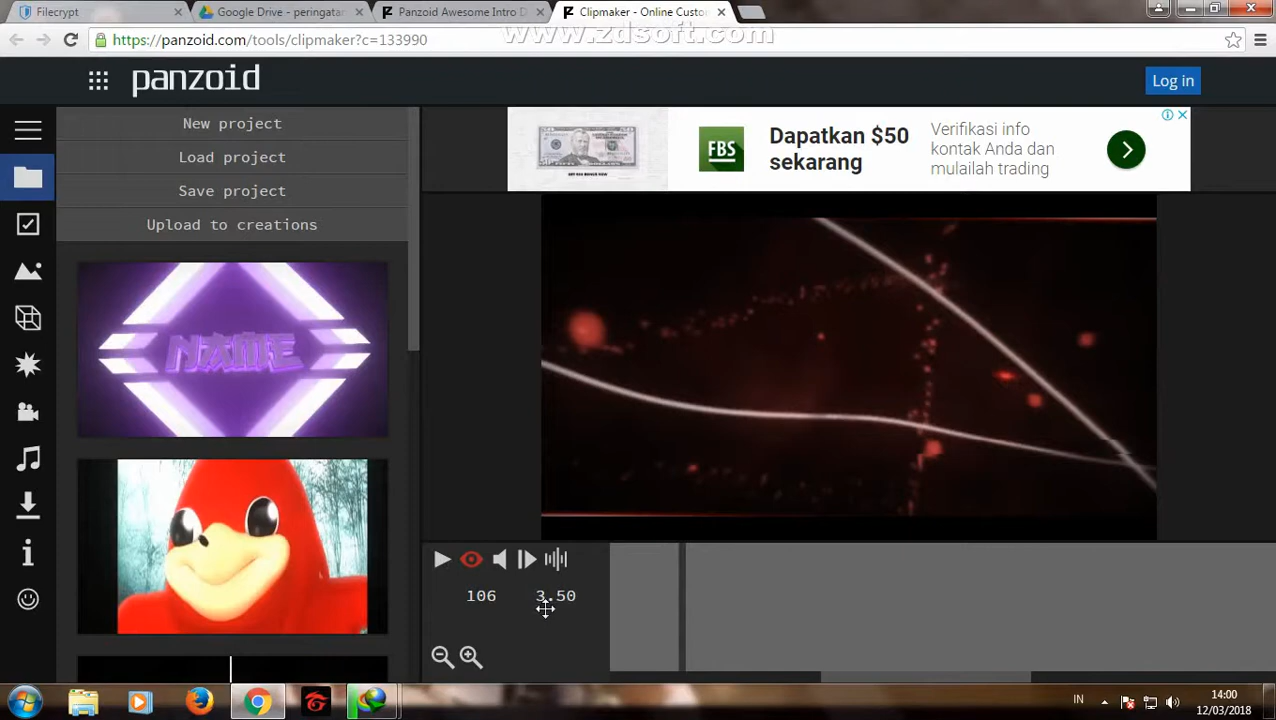 Filecrypt
Google Drive - peringata
Panzoid Awesome Intro D
Clipmaker - Online Custo
www.zdsoft.com
https://panzoid.com/tools/clipmaker?c=133990
panzoid
Log in
New project
Load project
Save project
Upload to creations
FBS
Dapatkan $50
sekarang
Verifikasi info
kontak Anda dan
mulailah trading
NAME
106
3.50
IN
14:00
12/03/2018